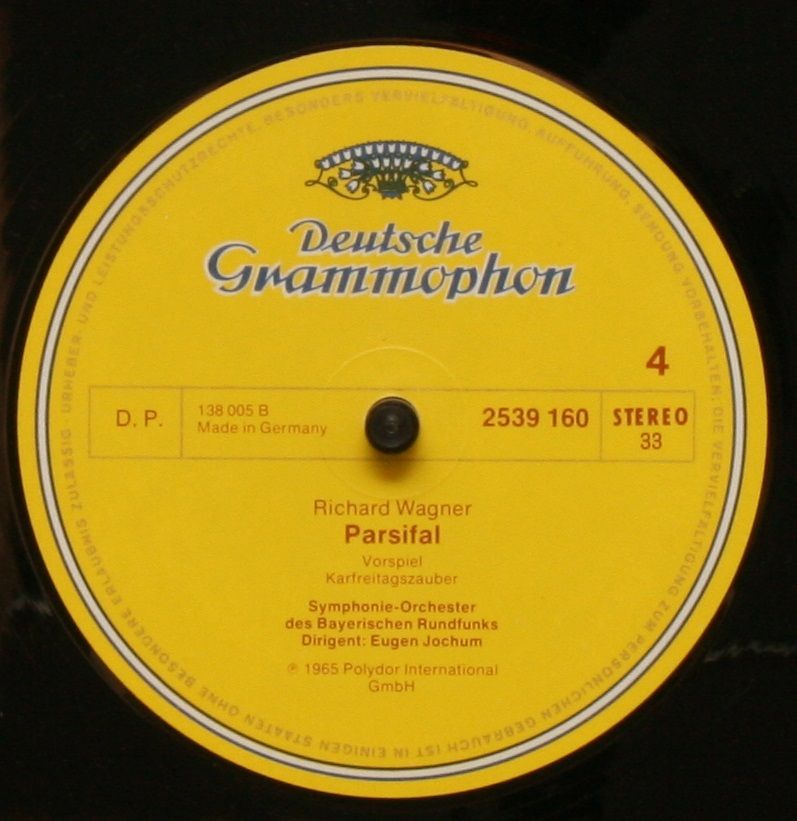 Deutsche
Grammophon
4
D. P.
138 005 B
Made in Germany
2539 160
STEREO
33
Richard Wagner
Parsifal
Vorspiel
Karfreitagszauber
Symphonie-Orchester
des Bayerischen Rundfunks
Dirigent: Eugen Jochum
℗ 1965 Polydor International
GmbH
URHEBER- UND LEISTUNGSSCHUTZRECHTE, BESONDERS VERVIELFÄLTIGUNG, AUFFÜHRUNG, SENDUNG VORBEHALTEN; DIE VERVIELFÄLTIGUNG ZUM PERSÖNLICHEN GEBRAUCH IST IN EINIGEN STAATEN OHNE BESONDERE ERLAUBNIS ZULÄSSIG.